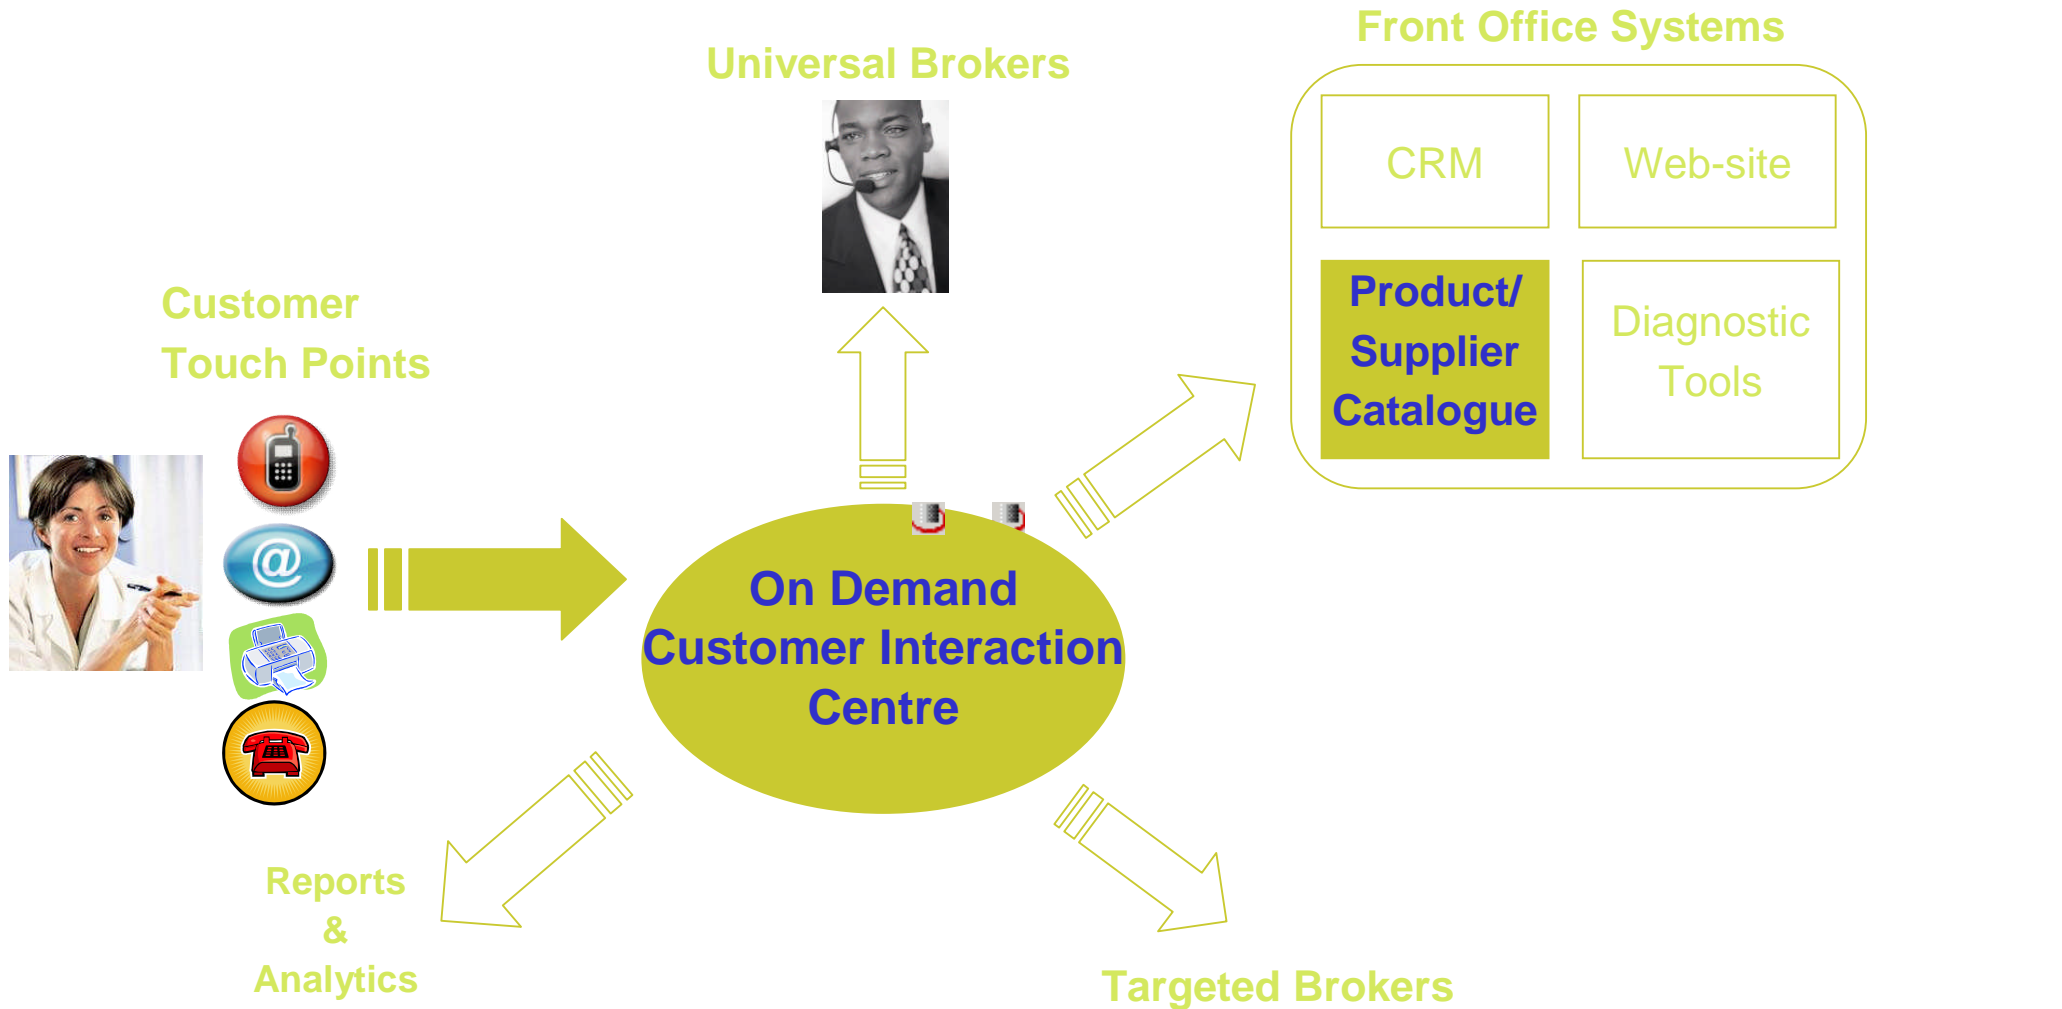 Front Office Systems
Universal Brokers
CRM
Web-site
Product/
Supplier
Catalogue
Diagnostic
Tools
Customer
Touch Points
@
On Demand
Customer Interaction
Centre
Reports
&
Analytics
Targeted Brokers